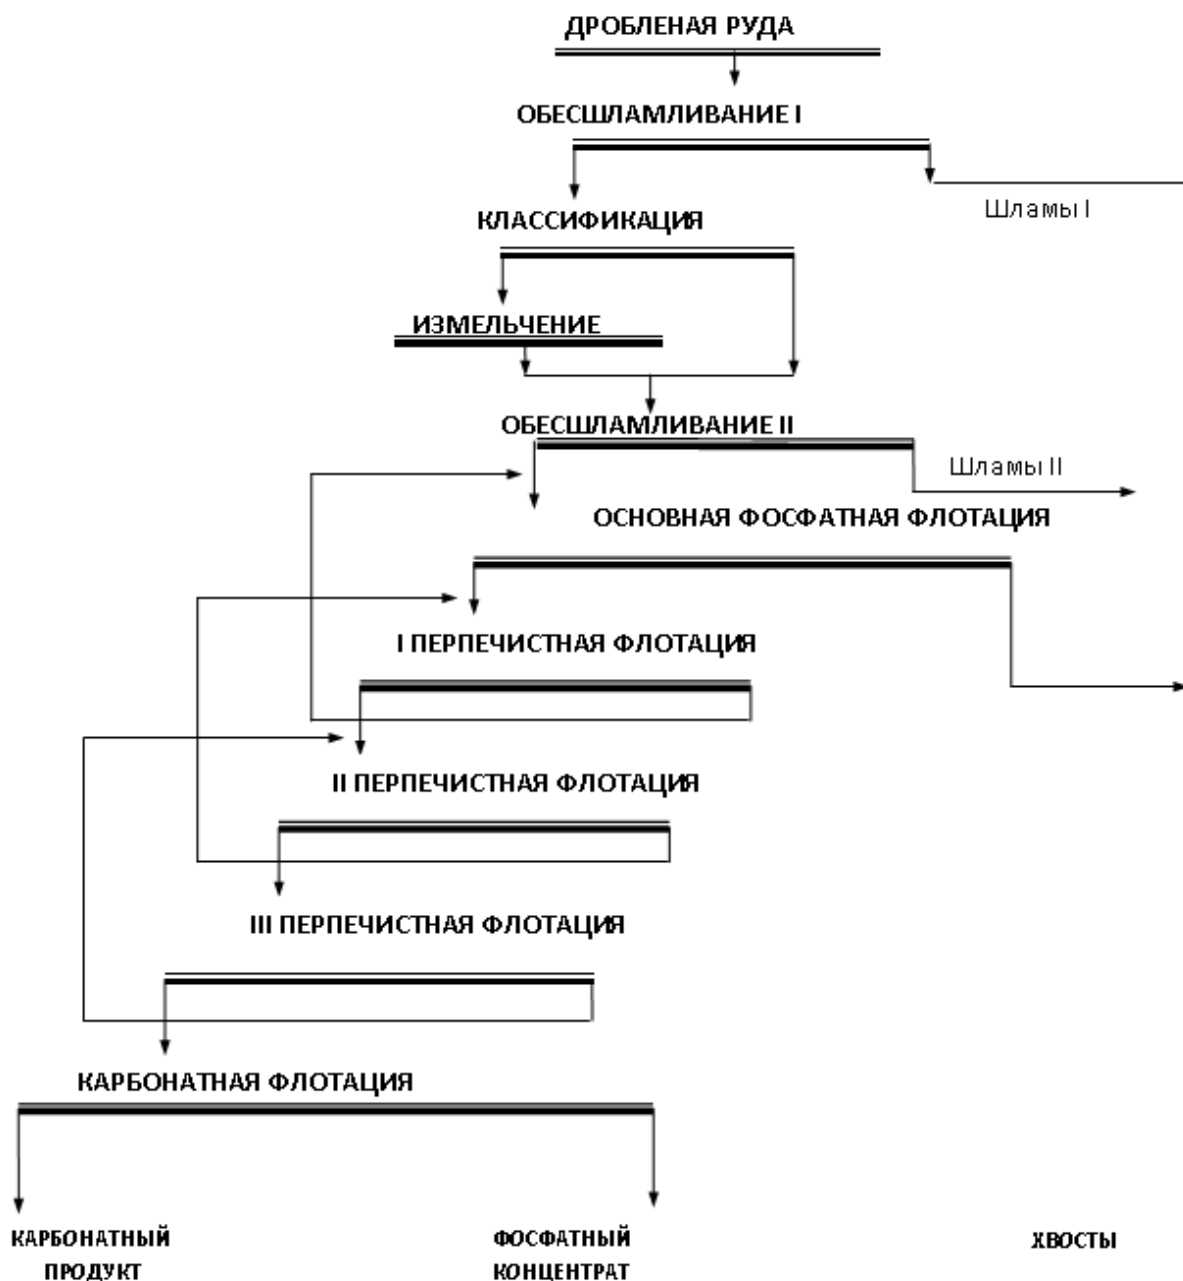 ДРОБЛЕНАЯ РУДА
ОБЕСШЛАМЛИВАНИЕ I
Шламы I
КЛАССИФИКАЦИЯ
ИЗМЕЛЬЧЕНИЕ
ОБЕСШЛАМЛИВАНИЕ II
Шламы II
ОСНОВНАЯ ФОСФАТНАЯ ФЛОТАЦИЯ
I ПЕРПЕЧИСТНАЯ ФЛОТАЦИЯ
II ПЕРПЕЧИСТНАЯ ФЛОТАЦИЯ
III ПЕРПЕЧИСТНАЯ ФЛОТАЦИЯ
КАРБОНАТНАЯ ФЛОТАЦИЯ
КАРБОНАТНЫЙ
ПРОДУКТ
ФОСФАТНЫЙ
КОНЦЕНТРАТ
ХВОСТЫ